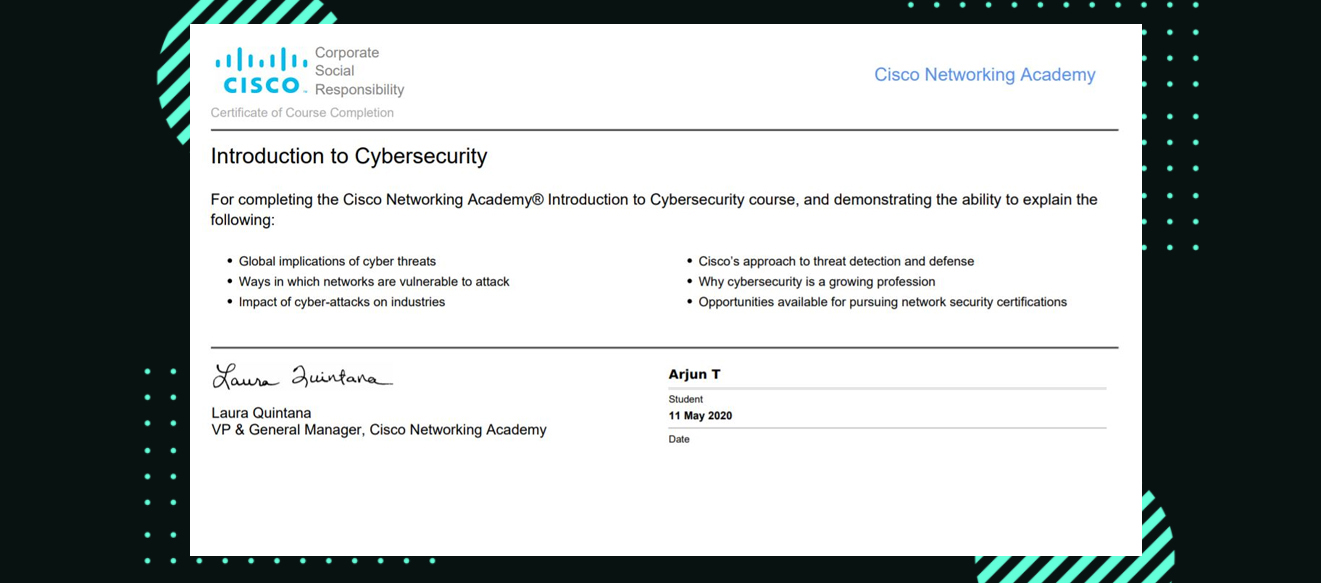 CISCO
Corporate
Social
Responsibility
Cisco Networking Academy
Certificate of Course Completion
Introduction to Cybersecurity
For completing the Cisco Networking Academy® Introduction to Cybersecurity course, and demonstrating the ability to explain the
following:
• Global implications of cyber threats
• Ways in which networks are vulnerable to attack
• Impact of cyber-attacks on industries
• Cisco's approach to threat detection and defense
• Why cybersecurity is a growing profession
• Opportunities available for pursuing network security certifications
Laura Quintana
Laura Quintana
VP & General Manager, Cisco Networking Academy
Arjun T
Student
11 May 2020
Date